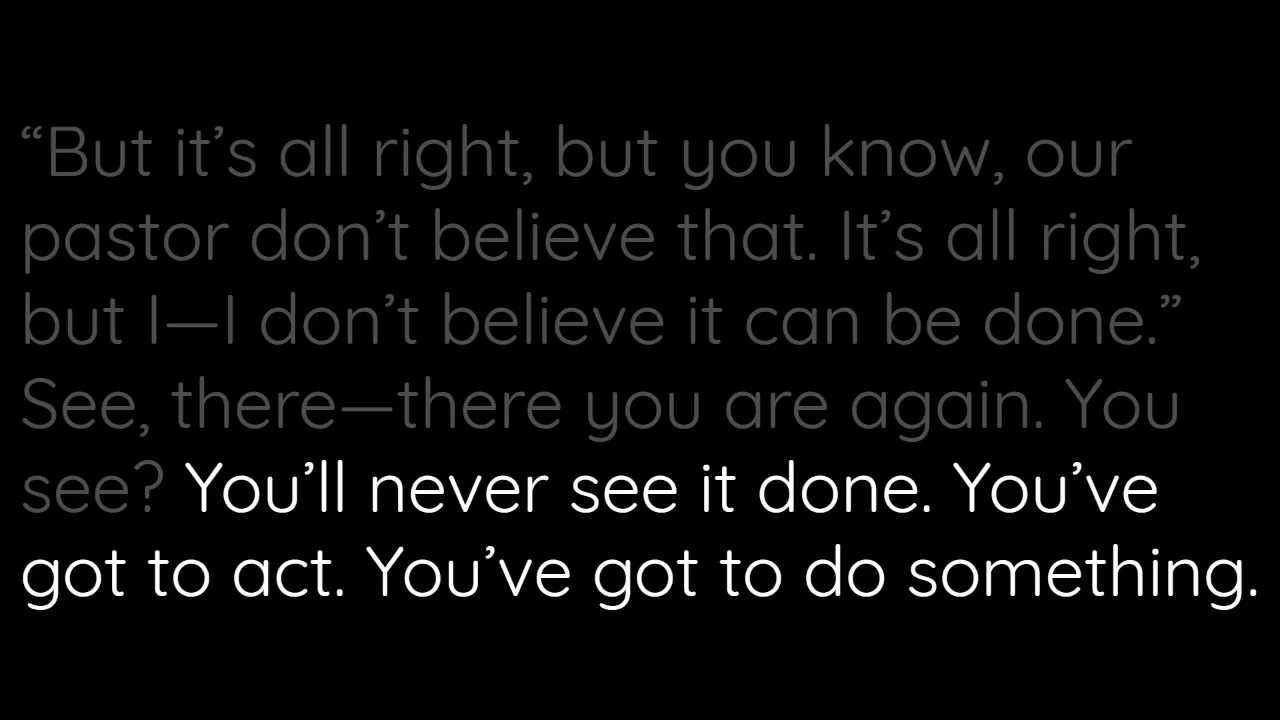 “But it’s all right, but you know, our
pastor don’t believe that. It’s all right,
but I—I don’t believe it can be done.”
See, there—there you are again. You
see? You’ll never see it done. You’ve
got to act. You’ve got to do something.